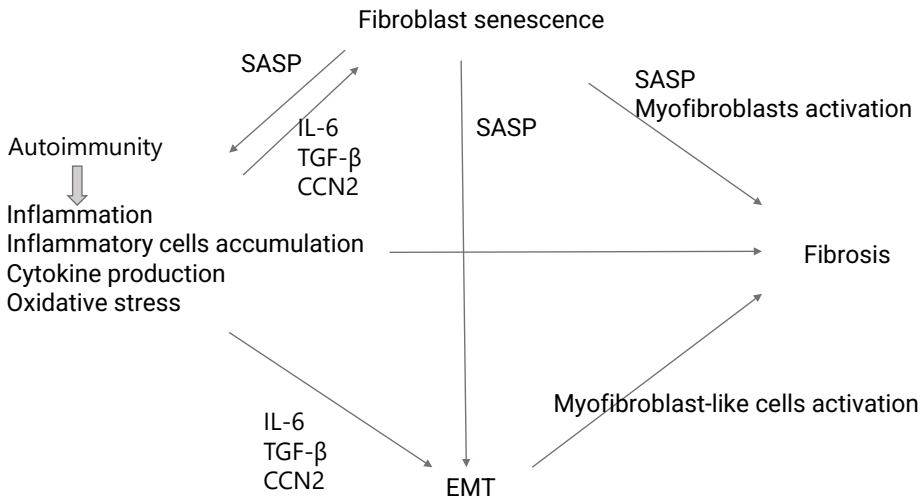 Fibroblast senescence
SASP
SASP
Myofibroblasts activation
IL-6
TGF-β
CCN2
SASP
Autoimmunity
Inflammation
Inflammatory cells accumulation
Cytokine production
Oxidative stress
Fibrosis
Myofibroblast-like cells activation
IL-6
TGF-β
CCN2
EMT